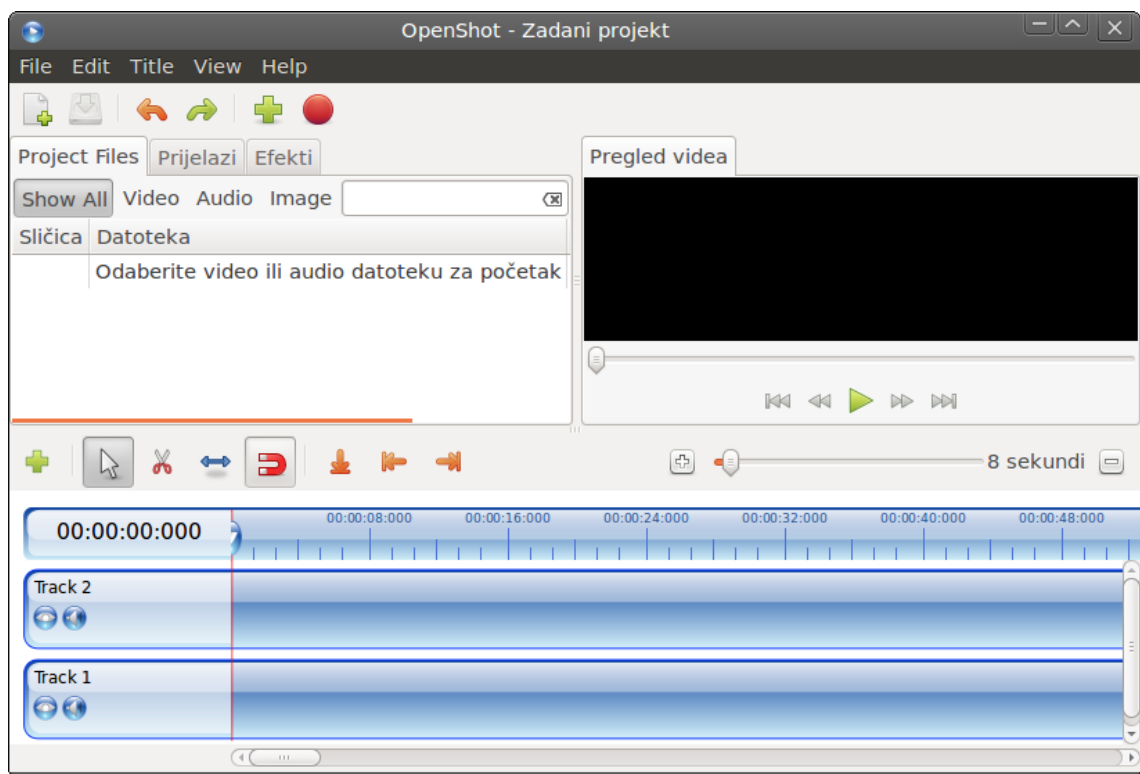 OpenShot - Zadani projekt
File Edit Title View Help
Project Files Prijelazi Efekti
Pregled videa
Show All Video Audio Image
Sličica Datoteka
Odaberite video ili audio datoteku za početak
8 sekundi
00:00:00:000
00:00:08:000 00:00:16:000 00:00:24:000 00:00:32:000 00:00:40:000 00:00:48:000
Track 2
Track 1